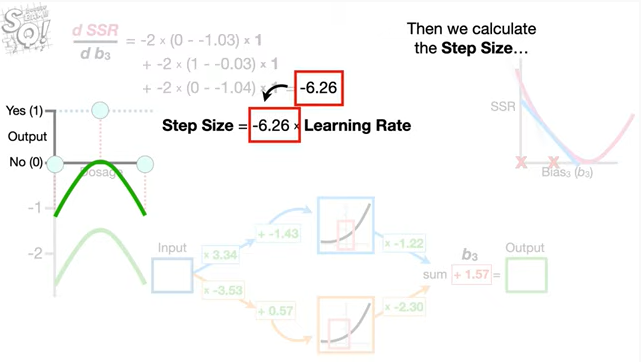 SQ!
d SSR
d b₃
= -2 × (0 - -1.03) × 1
+ -2 × (1 - -0.03) × 1
+ -2 × (0 - -1.04) × 1 = -6.26
Then we calculate
the Step Size...
Step Size = -6.26 × Learning Rate
Yes (1)
Output
No (0)
Dosage
-1
-2
SSR
Bias₃ (b₃)
Input
× 3.34
+ -1.43
× -1.22
× -3.53
+ 0.57
× -2.30
b₃
sum + 1.57 =
Output